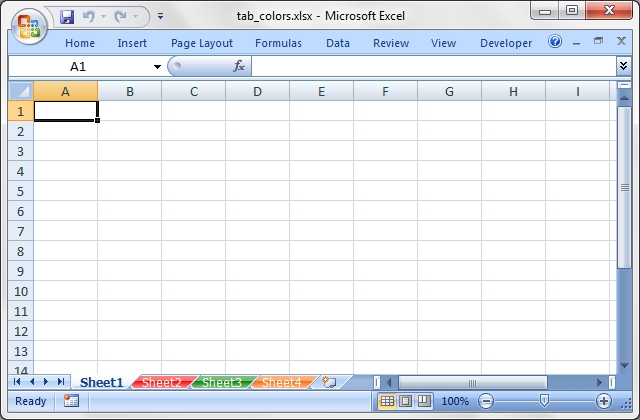 tab_colors.xlsx - Microsoft Excel
Home Insert Page Layout Formulas Data Review View Developer
A1 fx
A B C D E F G H I
1
2
3
4
5
6
7
8
9
10
11
12
13
14
Sheet1 Sheet2 Sheet3 Sheet4
Ready 100%